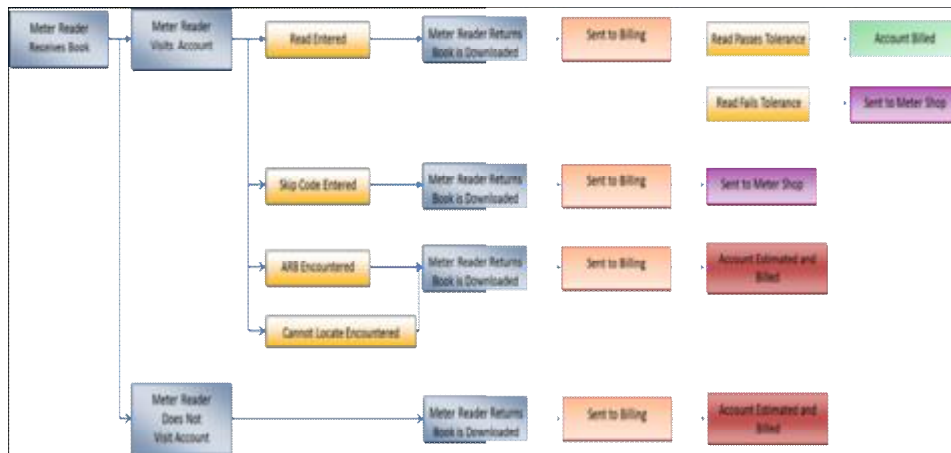 Meter Reader
Receives Book
Meter Reader
Visits Account
Read Entered
Meter Reader Returns
Book is Downloaded
Sent to Billing
Read Passes Tolerance
Account Billed
Read Fails Tolerance
Sent to Meter Shop
Skip Code Entered
Meter Reader Returns
Book is Downloaded
Sent to Billing
Sent to Meter Shop
ARB Encountered
Meter Reader Returns
Book is Downloaded
Sent to Billing
Account Estimated and
Billed
Cannot Locate Encountered
Meter Reader
Does Not
Visit Account
Meter Reader Returns
Book is Downloaded
Sent to Billing
Account Estimated and
Billed